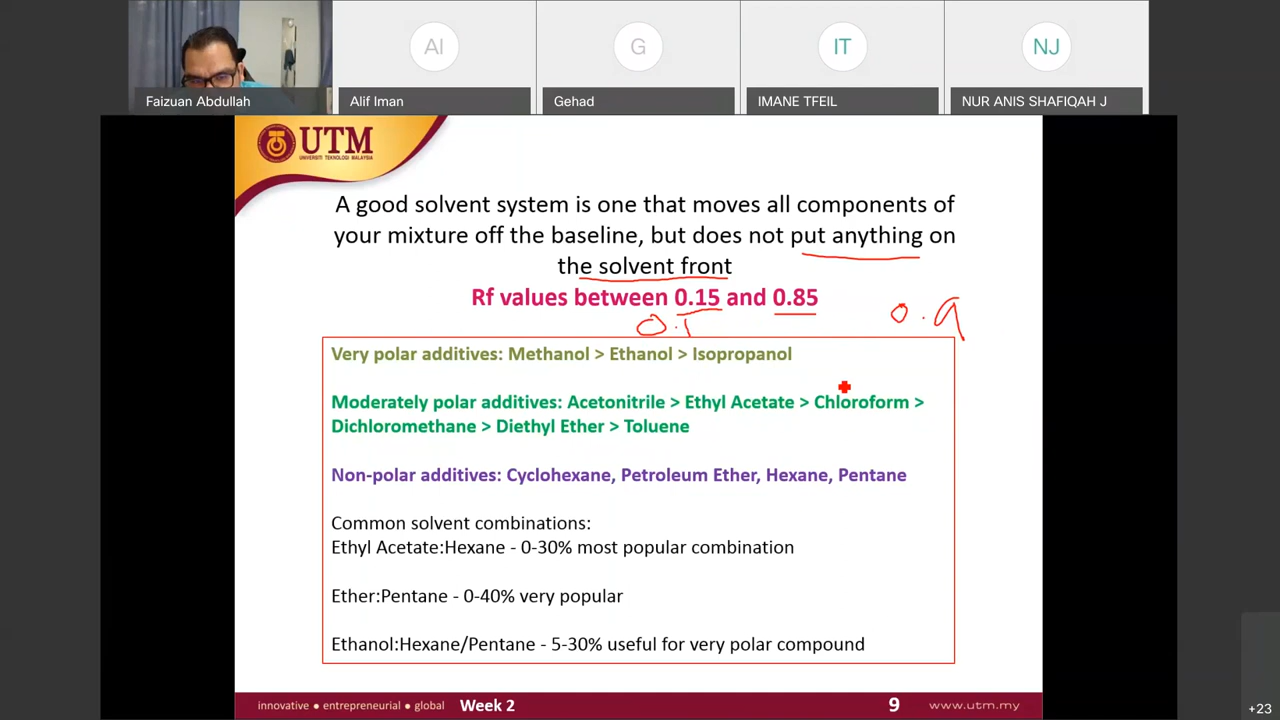 AI
G
IT
NJ
Faizuan Abdullah
Alif Iman
Gehad
IMANE TFEIL
NUR ANIS SHAFIQAH J
UTM
UNIVERSITI TEKNOLOGI MALAYSIA
A good solvent system is one that moves all components of
your mixture off the baseline, but does not put anything on
the solvent front
Rf values between 0.15 and 0.85
0.1
0.9
Very polar additives: Methanol > Ethanol > Isopropanol
Moderately polar additives: Acetonitrile > Ethyl Acetate > Chloroform >
Dichloromethane > Diethyl Ether > Toluene
Non-polar additives: Cyclohexane, Petroleum Ether, Hexane, Pentane
Common solvent combinations:
Ethyl Acetate:Hexane - 0-30% most popular combination
Ether:Pentane - 0-40% very popular
Ethanol:Hexane/Pentane - 5-30% useful for very polar compound
innovative ● entrepreneurial ● global
Week 2
9
www.utm.my
+23